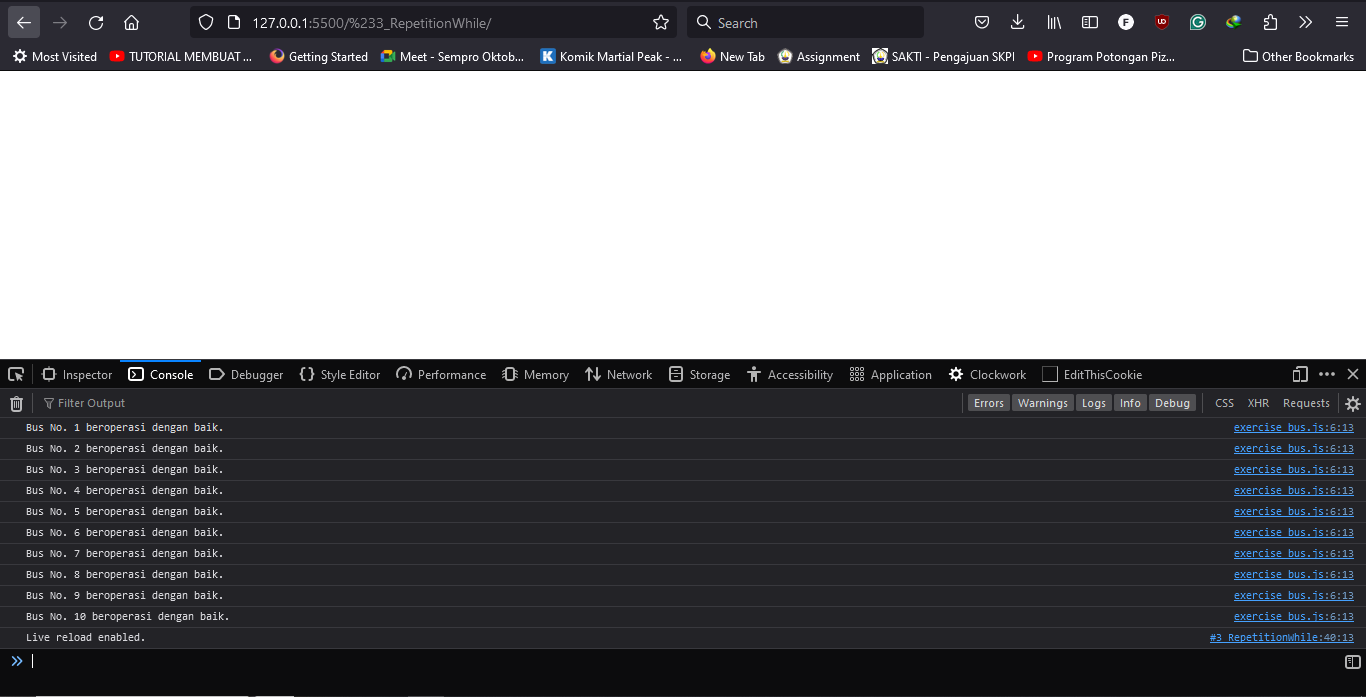 127.0.0.1:5500/%233_RepetitionWhile/ Search F UD G
Most Visited TUTORIAL MEMBUAT ... Getting Started Meet - Sempro Oktob... K Komik Martial Peak - ... New Tab Assignment SAKTI - Pengajuan SKPI Program Potongan Piz... Other Bookmarks
Inspector Console Debugger Style Editor Performance Memory Network Storage Accessibility Application Clockwork EditThisCookie
Filter Output Errors Warnings Logs Info Debug CSS XHR Requests
Bus No. 1 beroperasi dengan baik. exercise_bus.js:6:13
Bus No. 2 beroperasi dengan baik. exercise_bus.js:6:13
Bus No. 3 beroperasi dengan baik. exercise_bus.js:6:13
Bus No. 4 beroperasi dengan baik. exercise_bus.js:6:13
Bus No. 5 beroperasi dengan baik. exercise_bus.js:6:13
Bus No. 6 beroperasi dengan baik. exercise_bus.js:6:13
Bus No. 7 beroperasi dengan baik. exercise_bus.js:6:13
Bus No. 8 beroperasi dengan baik. exercise_bus.js:6:13
Bus No. 9 beroperasi dengan baik. exercise_bus.js:6:13
Bus No. 10 beroperasi dengan baik. exercise_bus.js:6:13
Live reload enabled. #3_RepetitionWhile:40:13